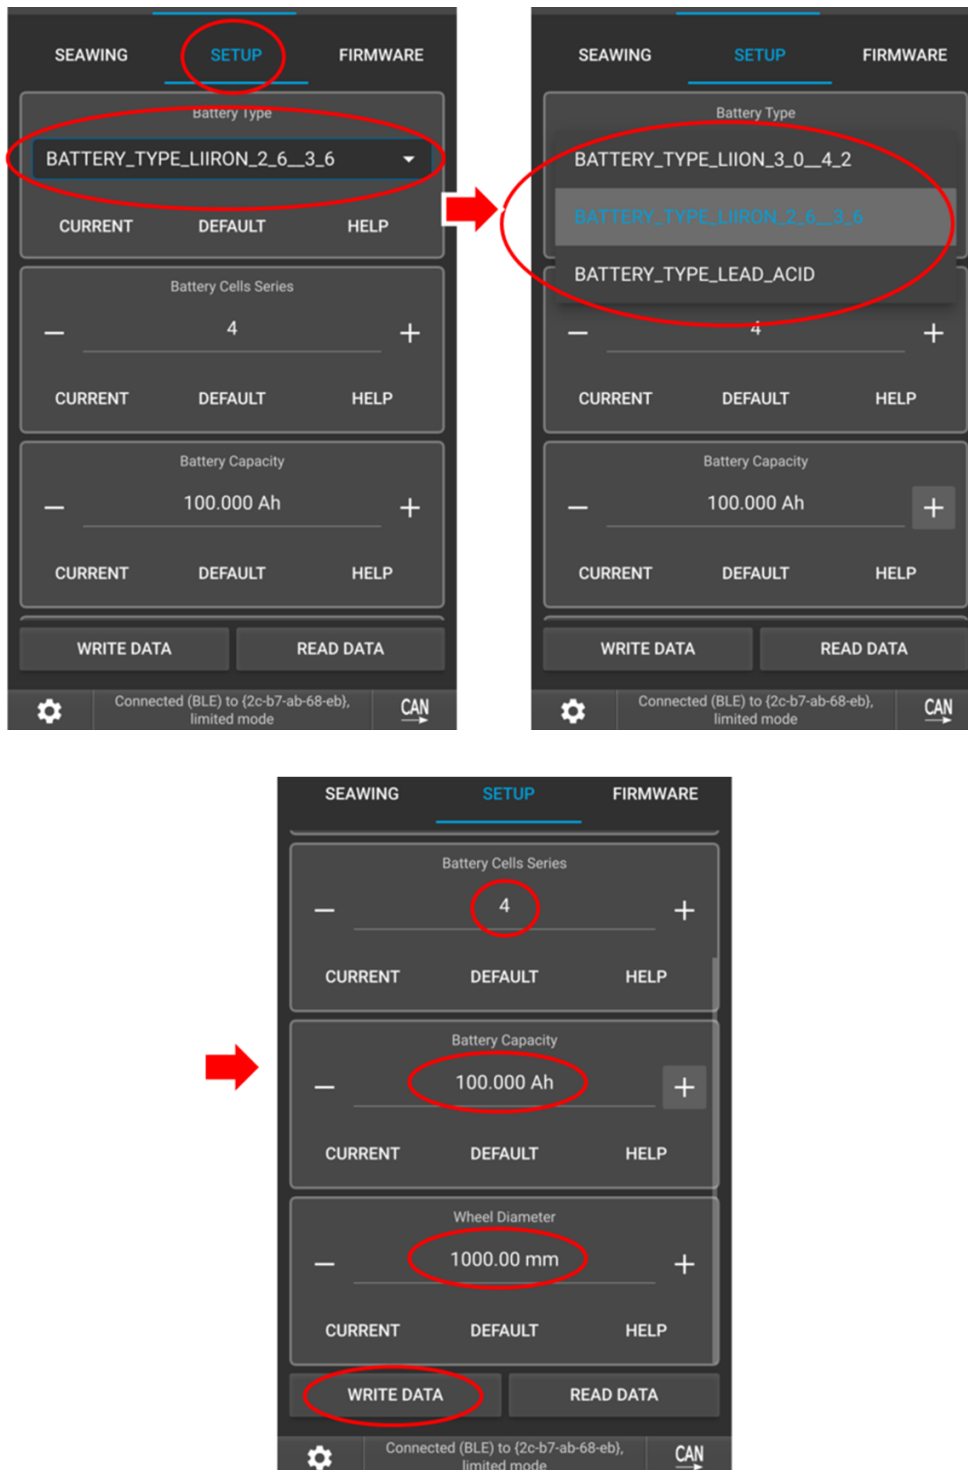 SEAWING SETUP FIRMWARE
Battery Type
BATTERY_TYPE_LIIRON_2_6__3_6
CURRENT DEFAULT HELP
Battery Cells Series
4
CURRENT DEFAULT HELP
Battery Capacity
100.000 Ah
CURRENT DEFAULT HELP
WRITE DATA READ DATA
Connected (BLE) to {2c-b7-ab-68-eb},
limited mode
CAN
SEAWING SETUP FIRMWARE
Battery Type
BATTERY_TYPE_LIION_3_0__4_2
BATTERY_TYPE_LIIRON_2_6__3_6
BATTERY_TYPE_LEAD_ACID
4
CURRENT DEFAULT HELP
Battery Capacity
100.000 Ah
CURRENT DEFAULT HELP
WRITE DATA READ DATA
Connected (BLE) to {2c-b7-ab-68-eb},
limited mode
CAN
SEAWING SETUP FIRMWARE
Battery Cells Series
4
CURRENT DEFAULT HELP
Battery Capacity
100.000 Ah
CURRENT DEFAULT HELP
Wheel Diameter
1000.00 mm
CURRENT DEFAULT HELP
WRITE DATA READ DATA
Connected (BLE) to {2c-b7-ab-68-eb},
limited mode
CAN